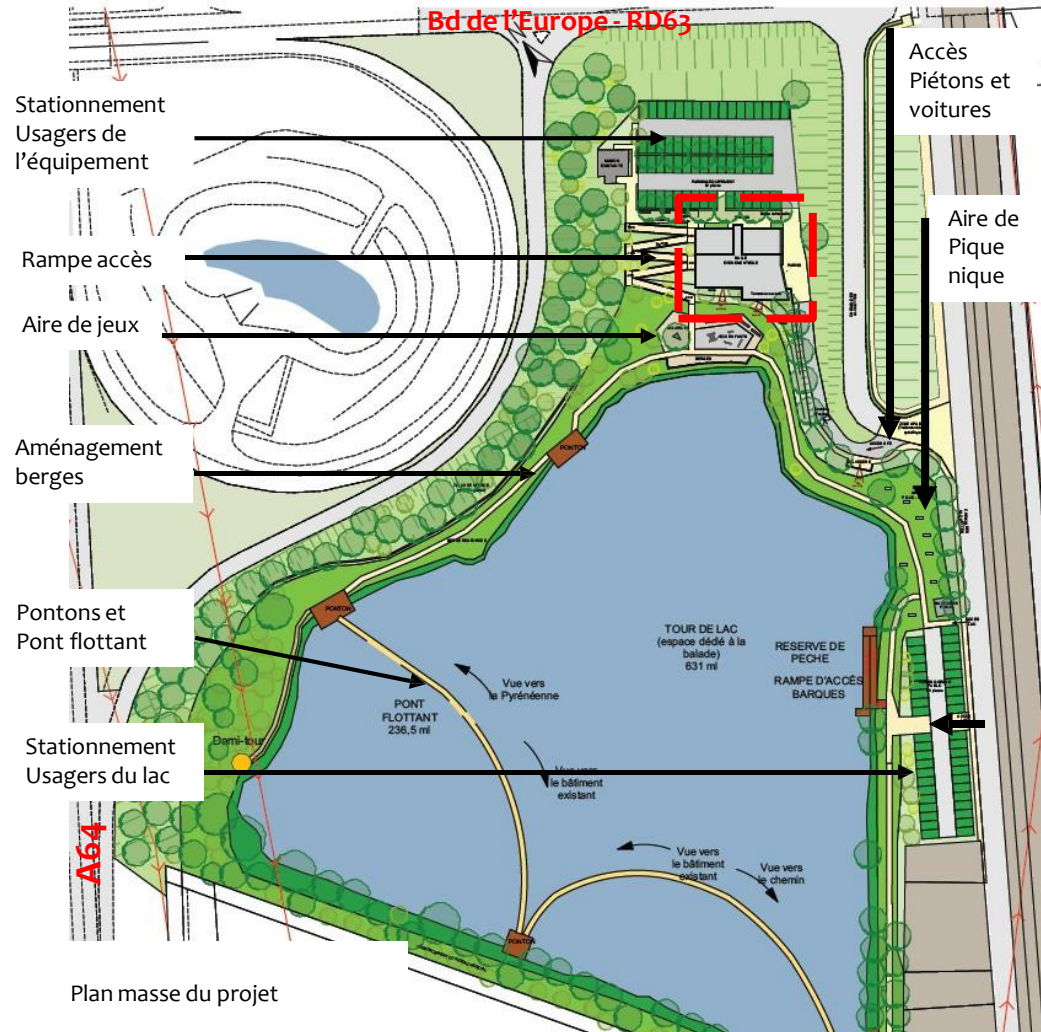 Bd de l'Europe - RD63
Accès
Piétons et
voitures
Stationnement
Usagers de
l'équipement
Aire de
Pique
nique
Rampe accès
Aire de jeux
Aménagement
berges
PONTON
Pontons et
Pont flottant
PONTON
TOUR DE LAC
(espace dédié à la
balade)
631 ml
RESERVE DE
PECHE
RAMPE D'ACCÉS
BARQUES
Vue vers
la Pyrénéenne
PONT
FLOTTANT
236,5 ml
Stationnement
Usagers du lac
Demi-tour
Vue vers
le bâtiment
existant
A64
Vue vers
le bâtiment
existant
Vue vers
le chemin
PONTON
Plan masse du projet